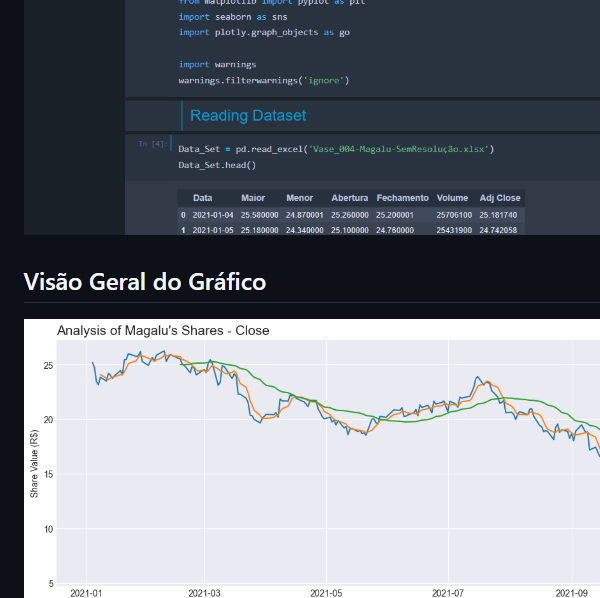 from matplotlib import pyplot as plt
import seaborn as sns
import plotly.graph_objects as go
import warnings
warnings.filterwarnings('ignore')
Reading Dataset
In [4]:
Data_Set = pd.read_excel('Vase_004-Magalu-SemResolução.xlsx')
Data_Set.head()
Data Maior Menor Abertura Fechamento Volume Adj Close
0 2021-01-04 25.580000 24.870001 25.260000 25.200001 25706100 25.181740
1 2021-01-05 25.180000 24.340000 25.100000 24.760000 25431900 24.742058
Visão Geral do Gráfico
Analysis of Magalu's Shares - Close
Share Value (R$)
25
20
15
10
5
2021-01 2021-03 2021-05 2021-07 2021-09